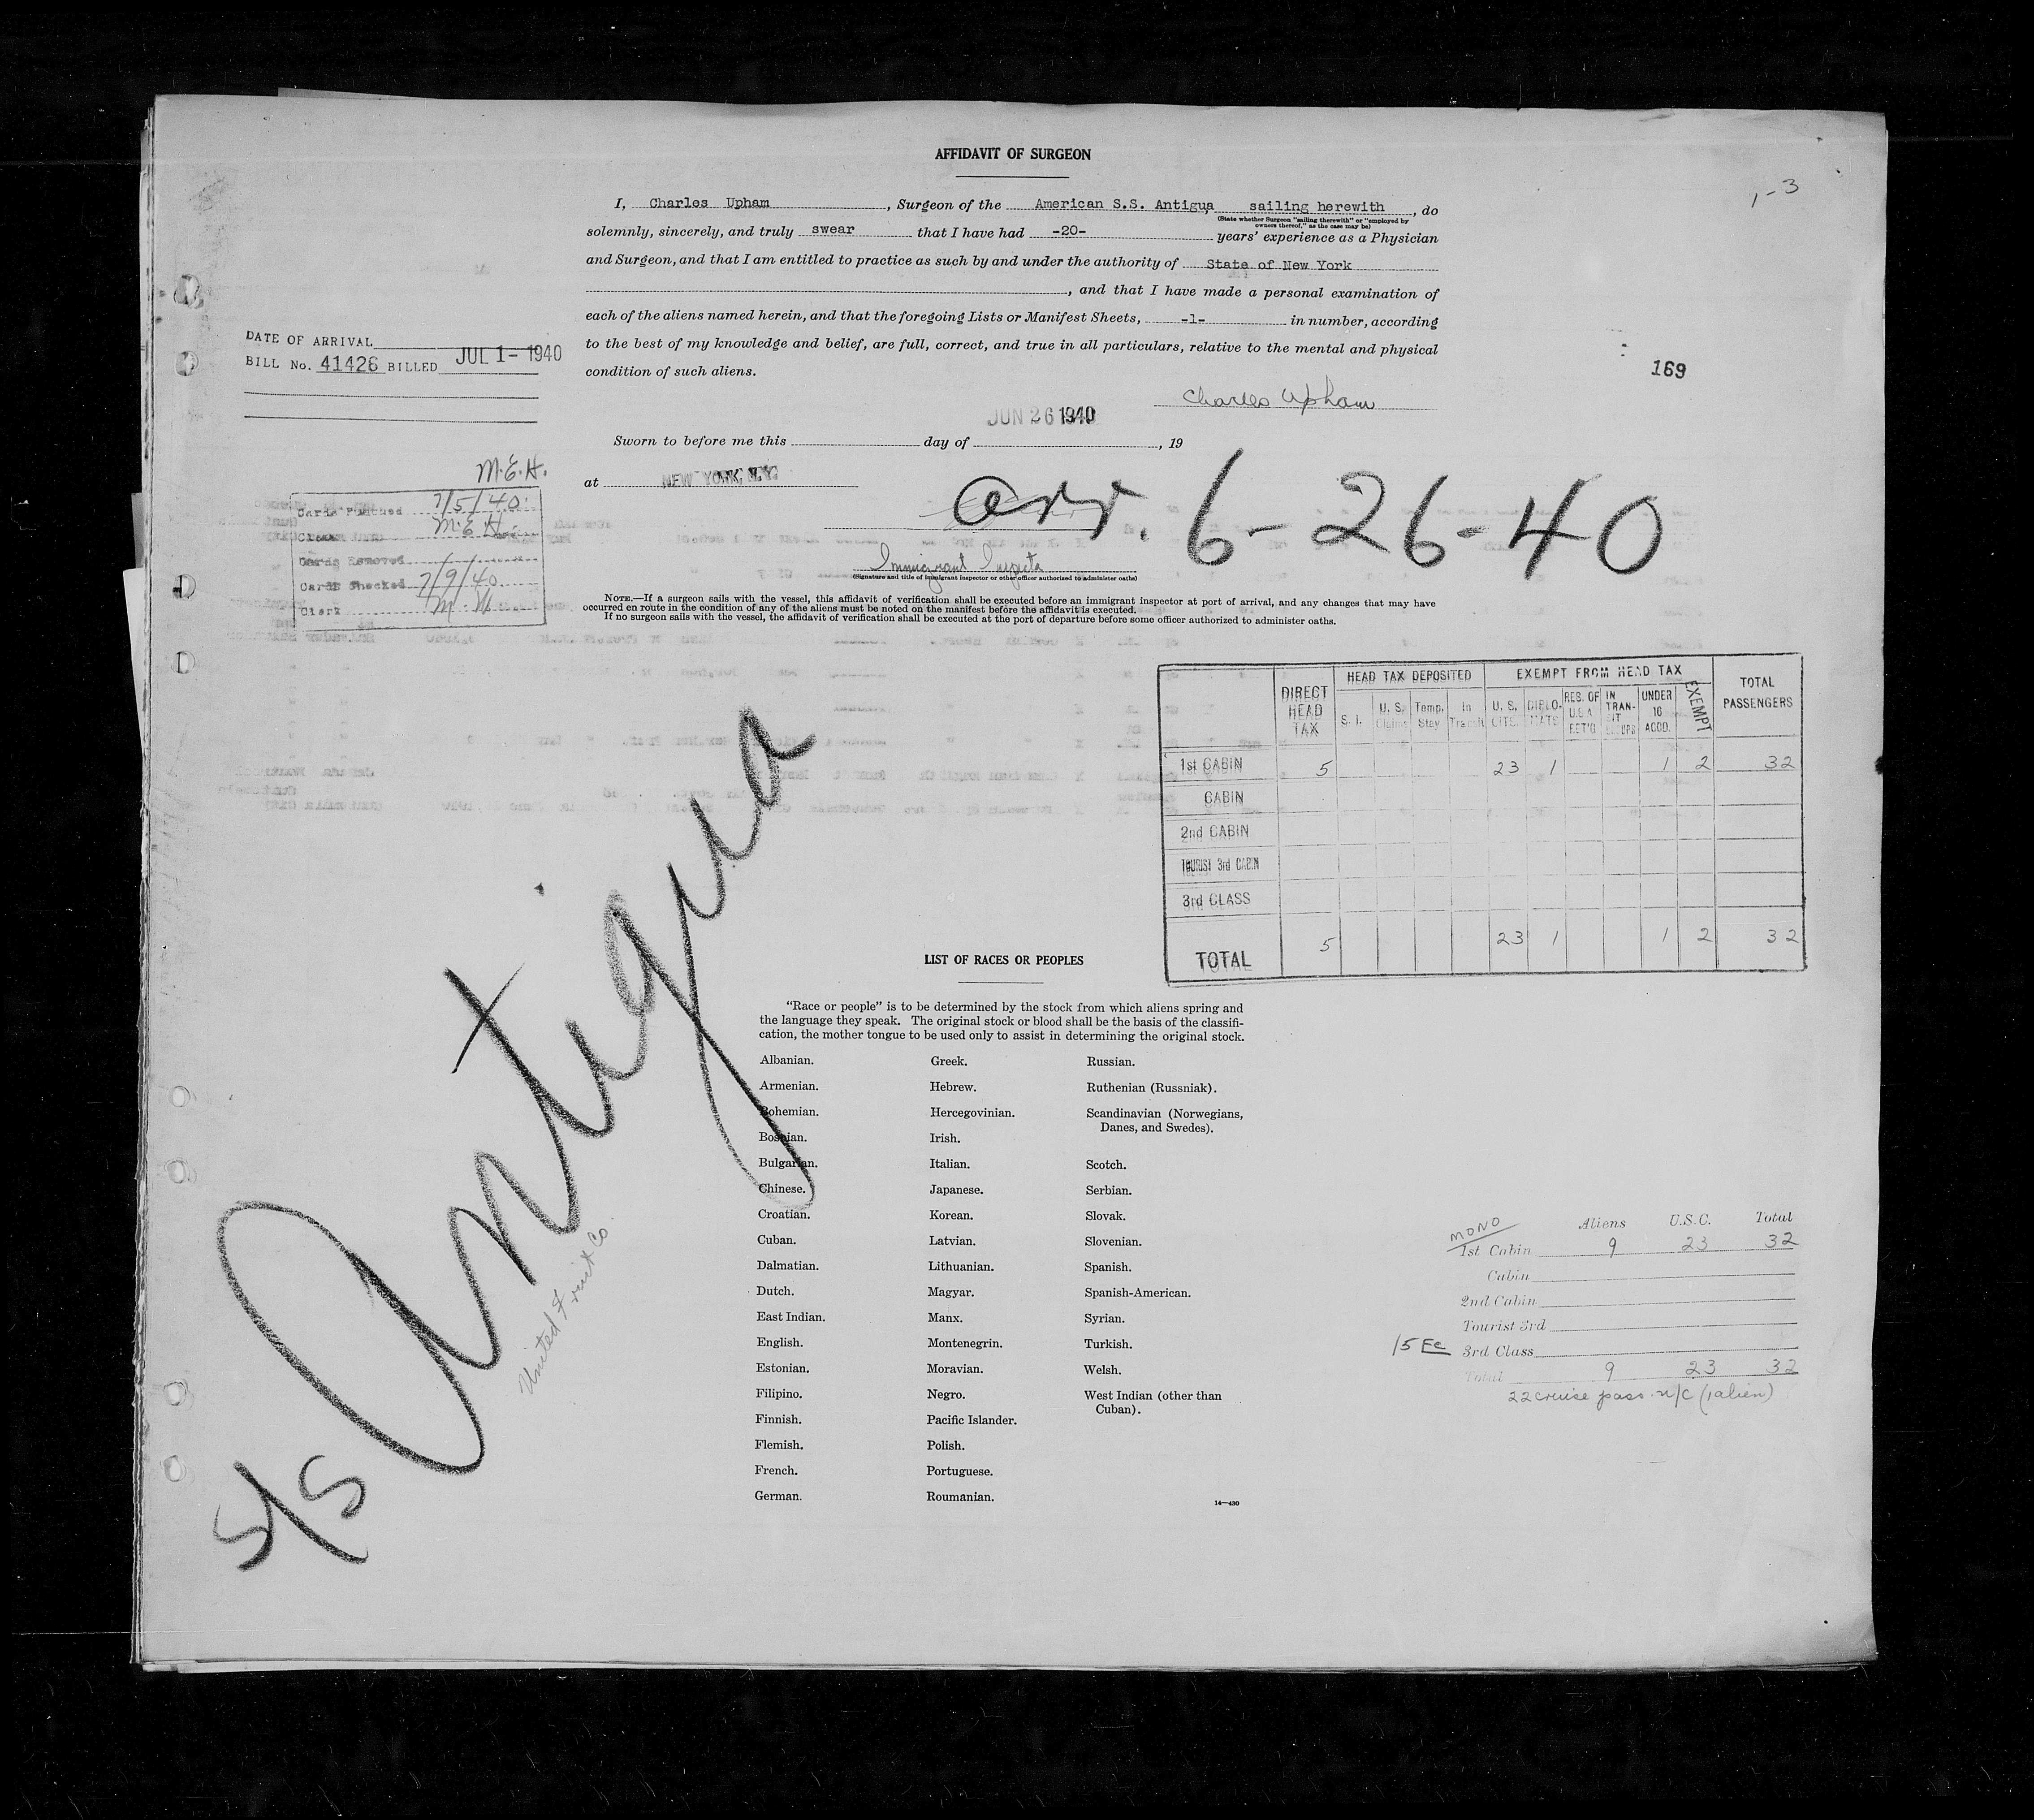 AFFIDAVIT OF SURGEON
1-3
I, Charles Upham, Surgeon of the American S.S. Antigua sailing herewith, do
(State whether Surgeon "sailing therewith" or "employed by
owners thereof," as the case may be)
solemnly, sincerely, and truly swear that I have had -20- years' experience as a Physician
and Surgeon, and that I am entitled to practice as such by and under the authority of State of New York
, and that I have made a personal examination of
each of the aliens named herein, and that the foregoing Lists or Manifest Sheets, -1- in number, according
to the best of my knowledge and belief, are full, correct, and true in all particulars, relative to the mental and physical
condition of such aliens.
DATE OF ARRIVAL
BILL No. 41426 BILLED JUL 1- 1940
169
Charles Upham
JUN 26 1940
Sworn to before me this day of , 19
at NEW YORK, N.Y.
arr. 6-26-40
M.E.H.
Cards Punched 7/5/40
M.E.H.
Cards Removed
Cards Checked 7/9/40
Clerk M.H.
Immigrant Inspector
(Signature and title of immigrant inspector or other officer authorized to administer oaths)
NOTE.—If a surgeon sails with the vessel, this affidavit of verification shall be executed before an immigrant inspector at port of arrival, and any changes that may have
occurred en route in the condition of any of the aliens must be noted on the manifest before the affidavit is executed.
If no surgeon sails with the vessel, the affidavit of verification shall be executed at the port of departure before some officer authorized to administer oaths.
DIRECT HEAD TAX
HEAD TAX DEPOSITED
S. I. U. S. Claims Temp. Stay In Transit
EXEMPT FROM HEAD TAX
U. S. CITS. DIPLO-MATS RES. OF U.S.A. RET'G IN TRAN-SIT UNDER 16 ACCD. EXEMPT
TOTAL PASSENGERS
1st CABIN 5 23 1 1 2 32
CABIN
2nd CABIN
TOURIST 3rd CABIN
3rd CLASS
TOTAL 5 23 1 1 2 32
S/S Antigua
United Fruit Co
LIST OF RACES OR PEOPLES
"Race or people" is to be determined by the stock from which aliens spring and
the language they speak. The original stock or blood shall be the basis of the classifi-
cation, the mother tongue to be used only to assist in determining the original stock.
Albanian.
Armenian.
Bohemian.
Bosnian.
Bulgarian.
Chinese.
Croatian.
Cuban.
Dalmatian.
Dutch.
East Indian.
English.
Estonian.
Filipino.
Finnish.
Flemish.
French.
German.
Greek.
Hebrew.
Hercegovinian.
Irish.
Italian.
Japanese.
Korean.
Latvian.
Lithuanian.
Magyar.
Manx.
Montenegrin.
Moravian.
Negro.
Pacific Islander.
Polish.
Portuguese.
Roumanian.
Russian.
Ruthenian (Russniak).
Scandinavian (Norwegians,
Danes, and Swedes).
Scotch.
Serbian.
Slovak.
Slovenian.
Spanish.
Spanish-American.
Syrian.
Turkish.
Welsh.
West Indian (other than
Cuban).
14—430
MONO Aliens U.S.C. Total
1st Cabin 9 23 32
Cabin
2nd Cabin
Tourist 3rd
15 Fc 3rd Class
Total 9 23 32
22 cruise pass. n/c (1 alien)